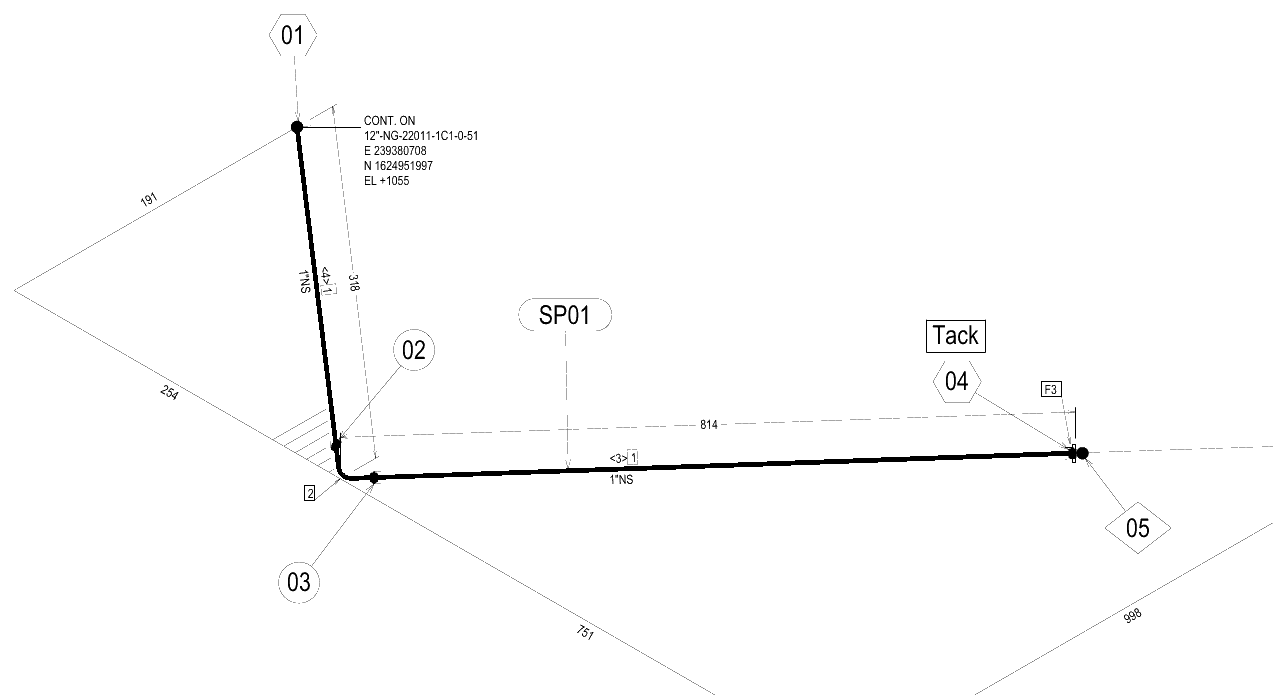 01
CONT. ON
12"-NG-22011-1C1-0-51
E 239380708
N 1624951997
EL +1055
191
<4>1
1"NS
318
SP01
Tack
02
04
F3
254
814
<3>1
1"NS
2
05
03
751
998